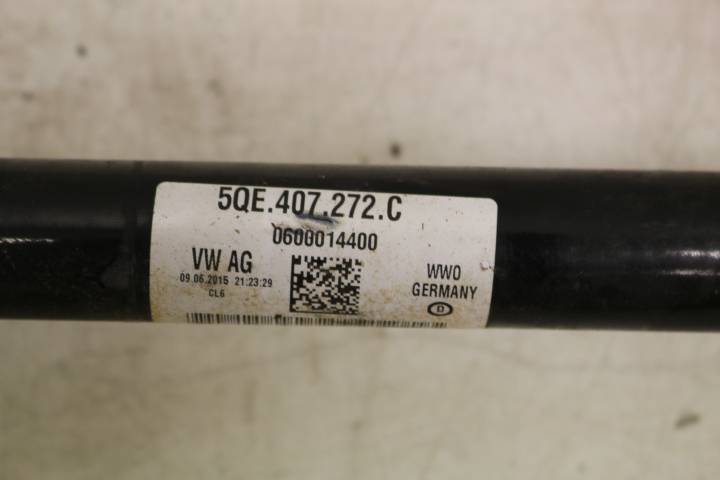 5QE.407.272.C
0600014400
VW AG
09.06.2015 21:23:29
CL6
WWO
GERMANY
D